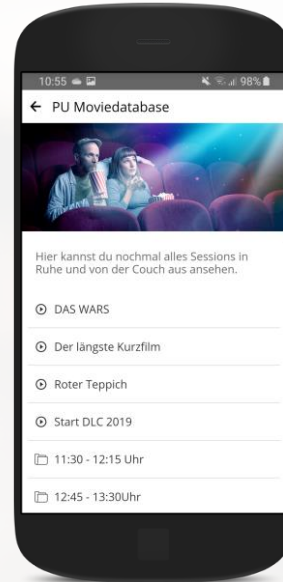 10:55 98%
PU Moviedatabase
Hier kannst du nochmal alles Sessions in
Ruhe und von der Couch aus ansehen.
DAS WARS
Der längste Kurzfilm
Roter Teppich
Start DLC 2019
11:30 - 12:15 Uhr
12:45 - 13:30Uhr